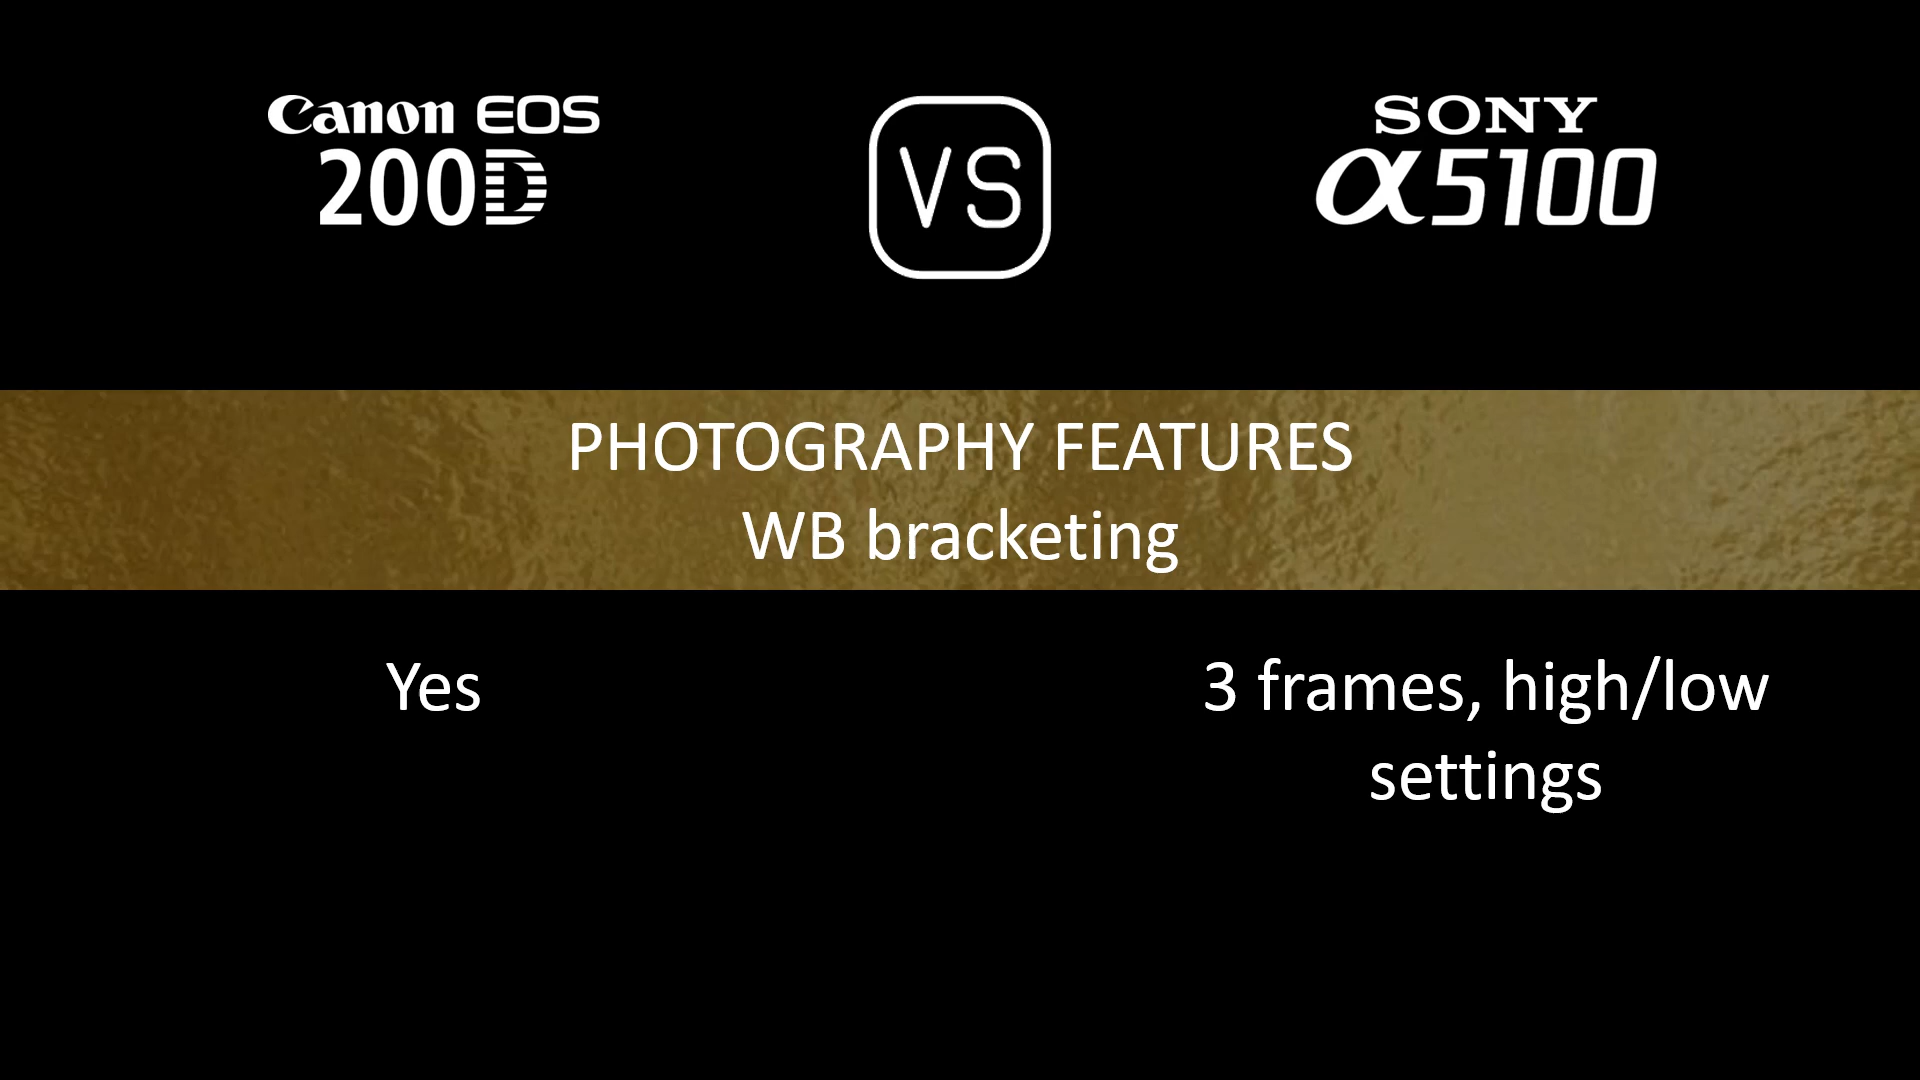 Canon EOS
200D
VS
SONY
α5100
PHOTOGRAPHY FEATURES
WB bracketing
Yes
3 frames, high/low
settings